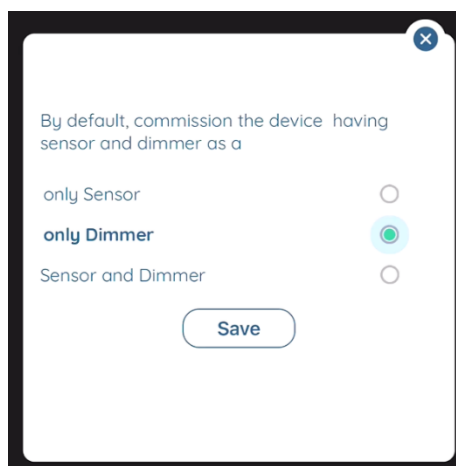 By default, commission the device  having
sensor and dimmer as a
only Sensor
only Dimmer
Sensor and Dimmer
Save